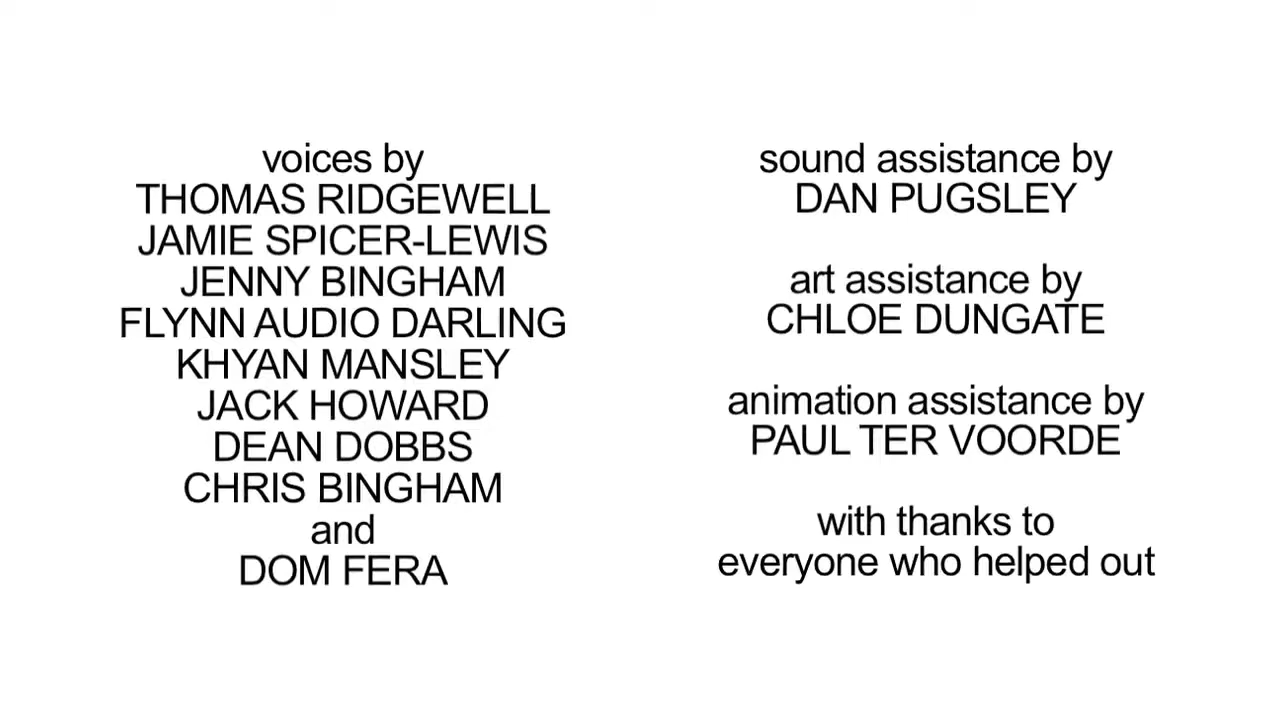 voices by
THOMAS RIDGEWELL
JAMIE SPICER-LEWIS
JENNY BINGHAM
FLYNN AUDIO DARLING
KHYAN MANSLEY
JACK HOWARD
DEAN DOBBS
CHRIS BINGHAM
and
DOM FERA
sound assistance by
DAN PUGSLEY
art assistance by
CHLOE DUNGATE
animation assistance by
PAUL TER VOORDE
with thanks to
everyone who helped out